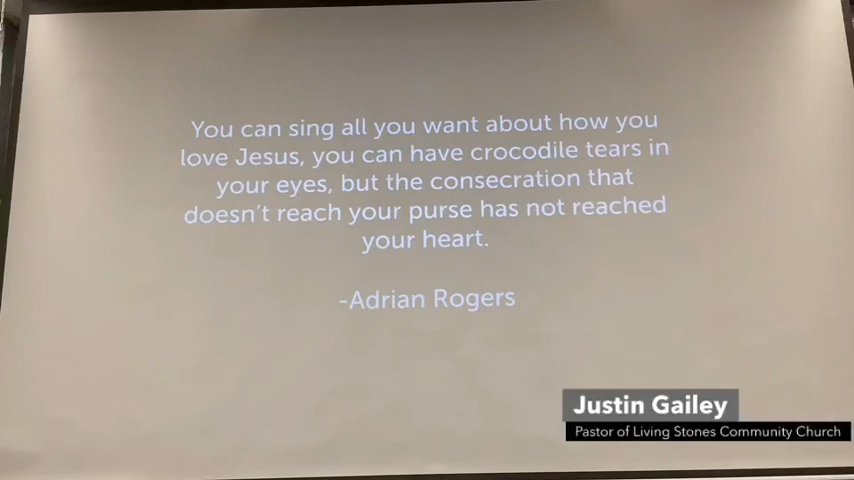 You can sing all you want about how you
love Jesus, you can have crocodile tears in
your eyes, but the consecration that
doesn't reach your purse has not reached
your heart.
-Adrian Rogers
Justin Gailey
Pastor of Living Stones Community Church